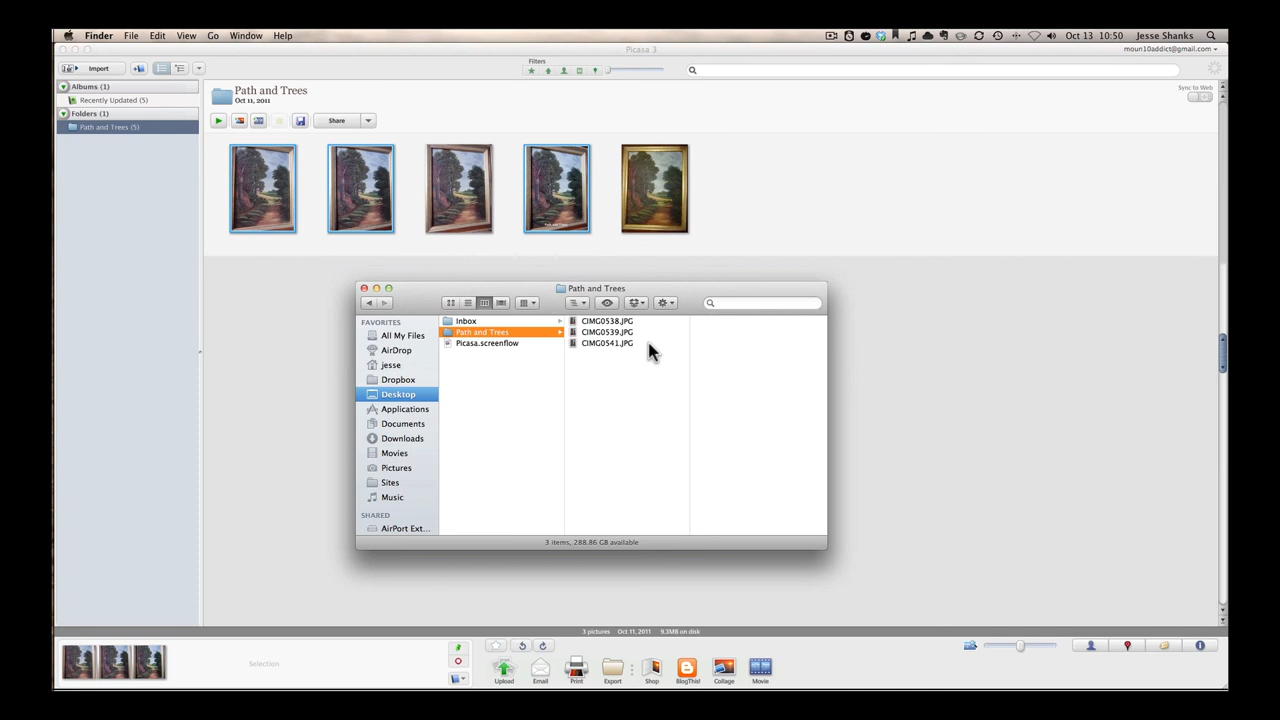 Finder File Edit View Go Window Help Oct 13 10:50 Jesse Shanks
Picasa 3
moun10addict@gmail.com
Import
Filters
Albums (1)
Recently Updated (5)
Folders (1)
Path and Trees (5)
Path and Trees
Oct 11, 2011
Sync to Web
Share
Path and Trees
FAVORITES
All My Files
AirDrop
jesse
Dropbox
Desktop
Applications
Documents
Downloads
Movies
Pictures
Sites
Music
SHARED
AirPort Ext...
Inbox
Path and Trees
Picasa.screenflow
CIMG0538.JPG
CIMG0539.JPG
CIMG0541.JPG
3 items, 288.86 GB available
3 pictures Oct 11, 2011 9.3MB on disk
Selection
Upload Email Print Export Shop BlogThis! Collage Movie